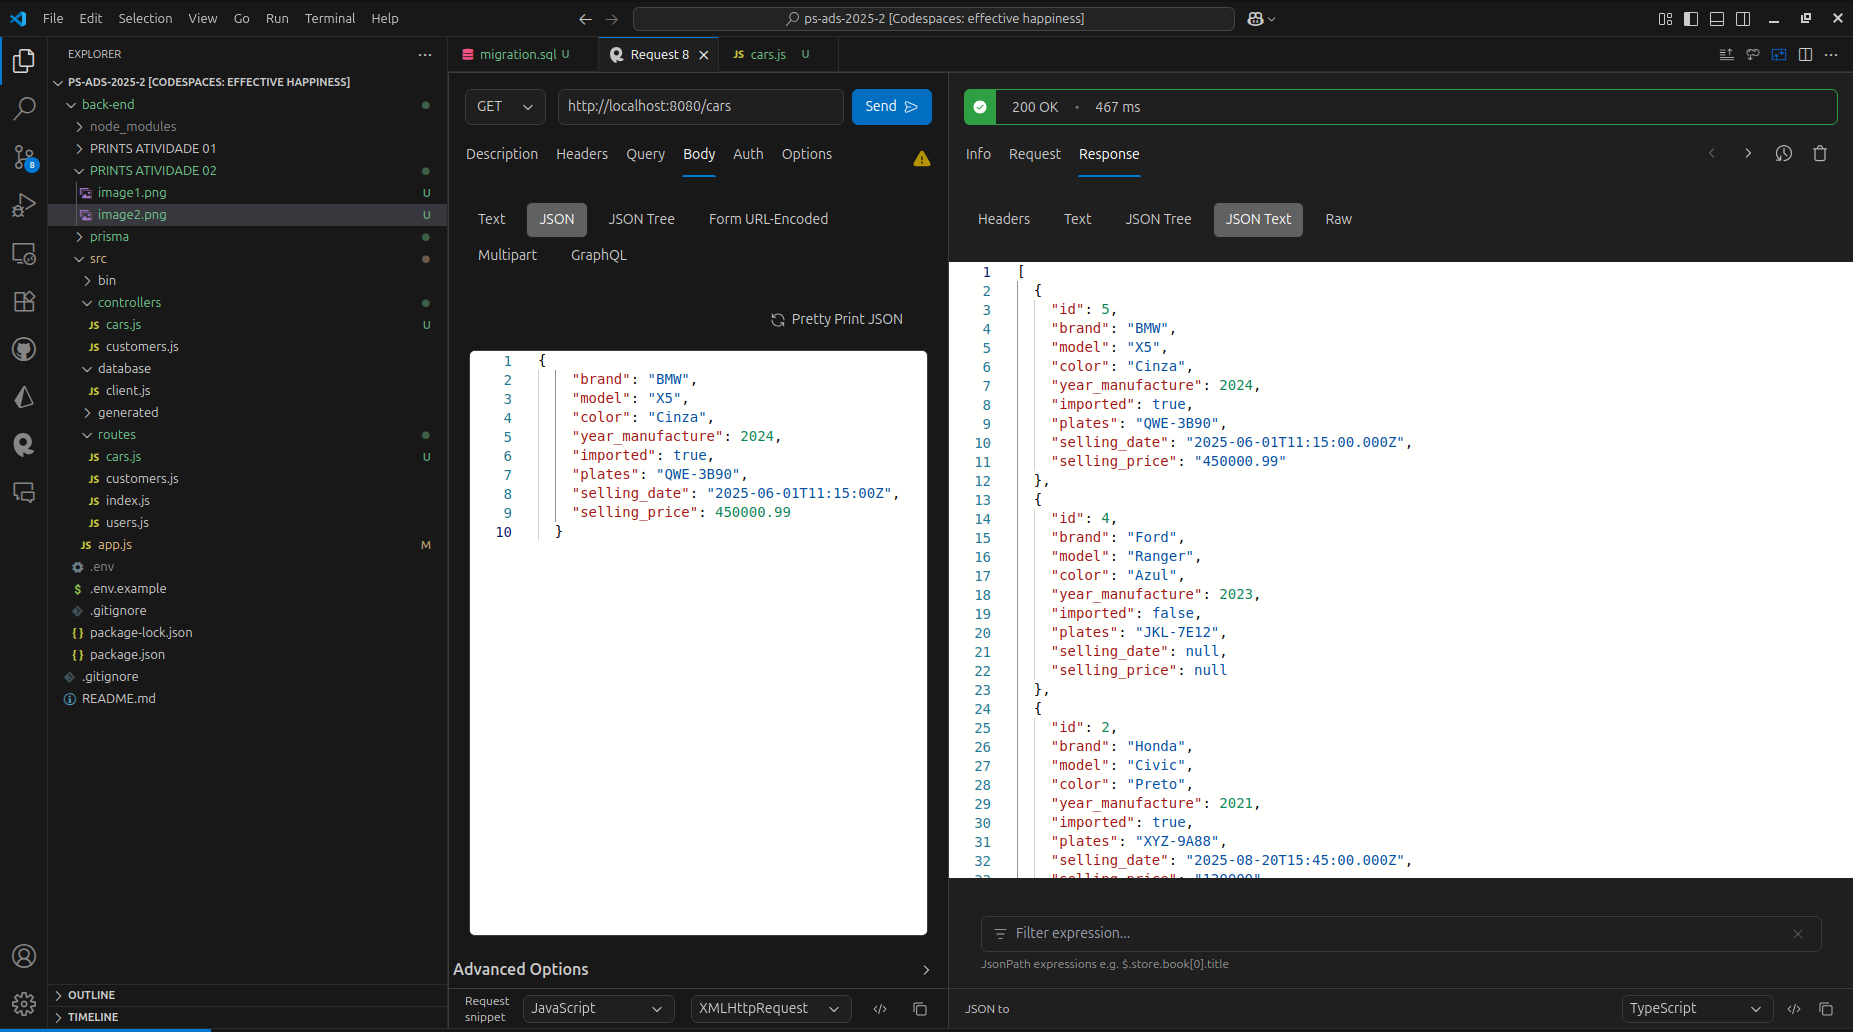 File Edit Selection View Go Run Terminal Help
ps-ads-2025-2 [Codespaces: effective happiness]
EXPLORER
PS-ADS-2025-2 [CODESPACES: EFFECTIVE HAPPINESS]
back-end
node_modules
PRINTS ATIVIDADE 01
PRINTS ATIVIDADE 02
image1.png U
image2.png U
prisma
src
bin
controllers
JS cars.js U
JS customers.js
database
JS client.js
generated
routes
JS cars.js U
JS customers.js
JS index.js
JS users.js
JS app.js M
.env
$ .env.example
.gitignore
{} package-lock.json
{} package.json
.gitignore
README.md
8
OUTLINE
TIMELINE
migration.sql U
Request 8
JS cars.js U
GET
http://localhost:8080/cars
Send
Description Headers Query Body Auth Options
Text JSON JSON Tree Form URL-Encoded
Multipart GraphQL
Pretty Print JSON
1 {
2 "brand": "BMW",
3 "model": "X5",
4 "color": "Cinza",
5 "year_manufacture": 2024,
6 "imported": true,
7 "plates": "QWE-3B90",
8 "selling_date": "2025-06-01T11:15:00Z",
9 "selling_price": 450000.99
10 }
Advanced Options
Request snippet
JavaScript
XMLHttpRequest
200 OK • 467 ms
Info Request Response
Headers Text JSON Tree JSON Text Raw
1 [
2 {
3 "id": 5,
4 "brand": "BMW",
5 "model": "X5",
6 "color": "Cinza",
7 "year_manufacture": 2024,
8 "imported": true,
9 "plates": "QWE-3B90",
10 "selling_date": "2025-06-01T11:15:00.000Z",
11 "selling_price": "450000.99"
12 },
13 {
14 "id": 4,
15 "brand": "Ford",
16 "model": "Ranger",
17 "color": "Azul",
18 "year_manufacture": 2023,
19 "imported": false,
20 "plates": "JKL-7E12",
21 "selling_date": null,
22 "selling_price": null
23 },
24 {
25 "id": 2,
26 "brand": "Honda",
27 "model": "Civic",
28 "color": "Preto",
29 "year_manufacture": 2021,
30 "imported": true,
31 "plates": "XYZ-9A88",
32 "selling_date": "2025-08-20T15:45:00.000Z",
33 "selling_price": "120000"
Filter expression...
JsonPath expressions e.g. $.store.book[0].title
JSON to
TypeScript